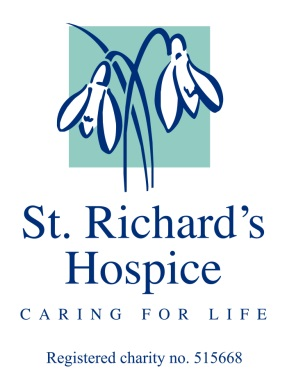 St. Richard's
Hospice
CARING FOR LIFE
Registered charity no. 515668